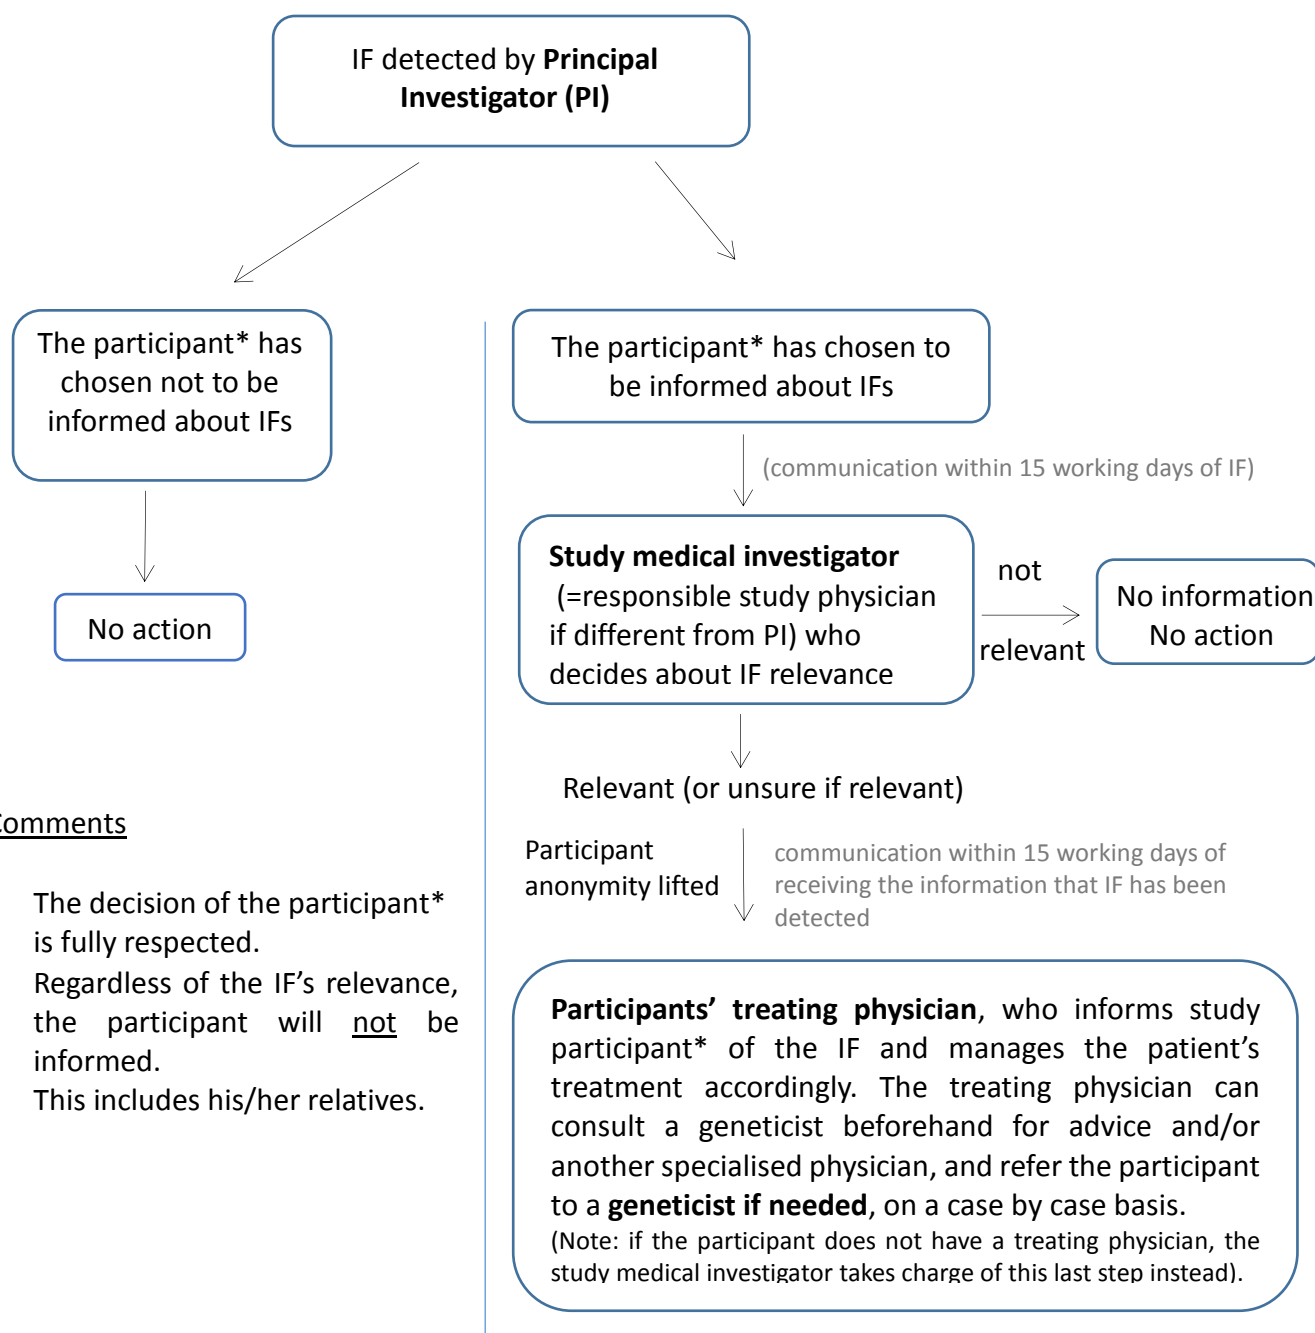 IF detected by Principal
Investigator (PI)
The participant* has
chosen not to be
informed about IFs
No action
The participant* has chosen to
be informed about IFs
(communication within 15 working days of IF)
Study medical investigator
(=responsible study physician
if different from PI) who
decides about IF relevance
not
relevant
No information
No action
Relevant (or unsure if relevant)
Participant
anonymity lifted
communication within 15 working days of
receiving the information that IF has been
detected
Comments
The decision of the participant*
is fully respected.
Regardless of the IF’s relevance,
the participant will not be
informed.
This includes his/her relatives.
Participants’ treating physician, who informs study
participant* of the IF and manages the patient’s
treatment accordingly. The treating physician can
consult a geneticist beforehand for advice and/or
another specialised physician, and refer the participant
to a geneticist if needed, on a case by case basis.
(Note: if the participant does not have a treating physician, the
study medical investigator takes charge of this last step instead).